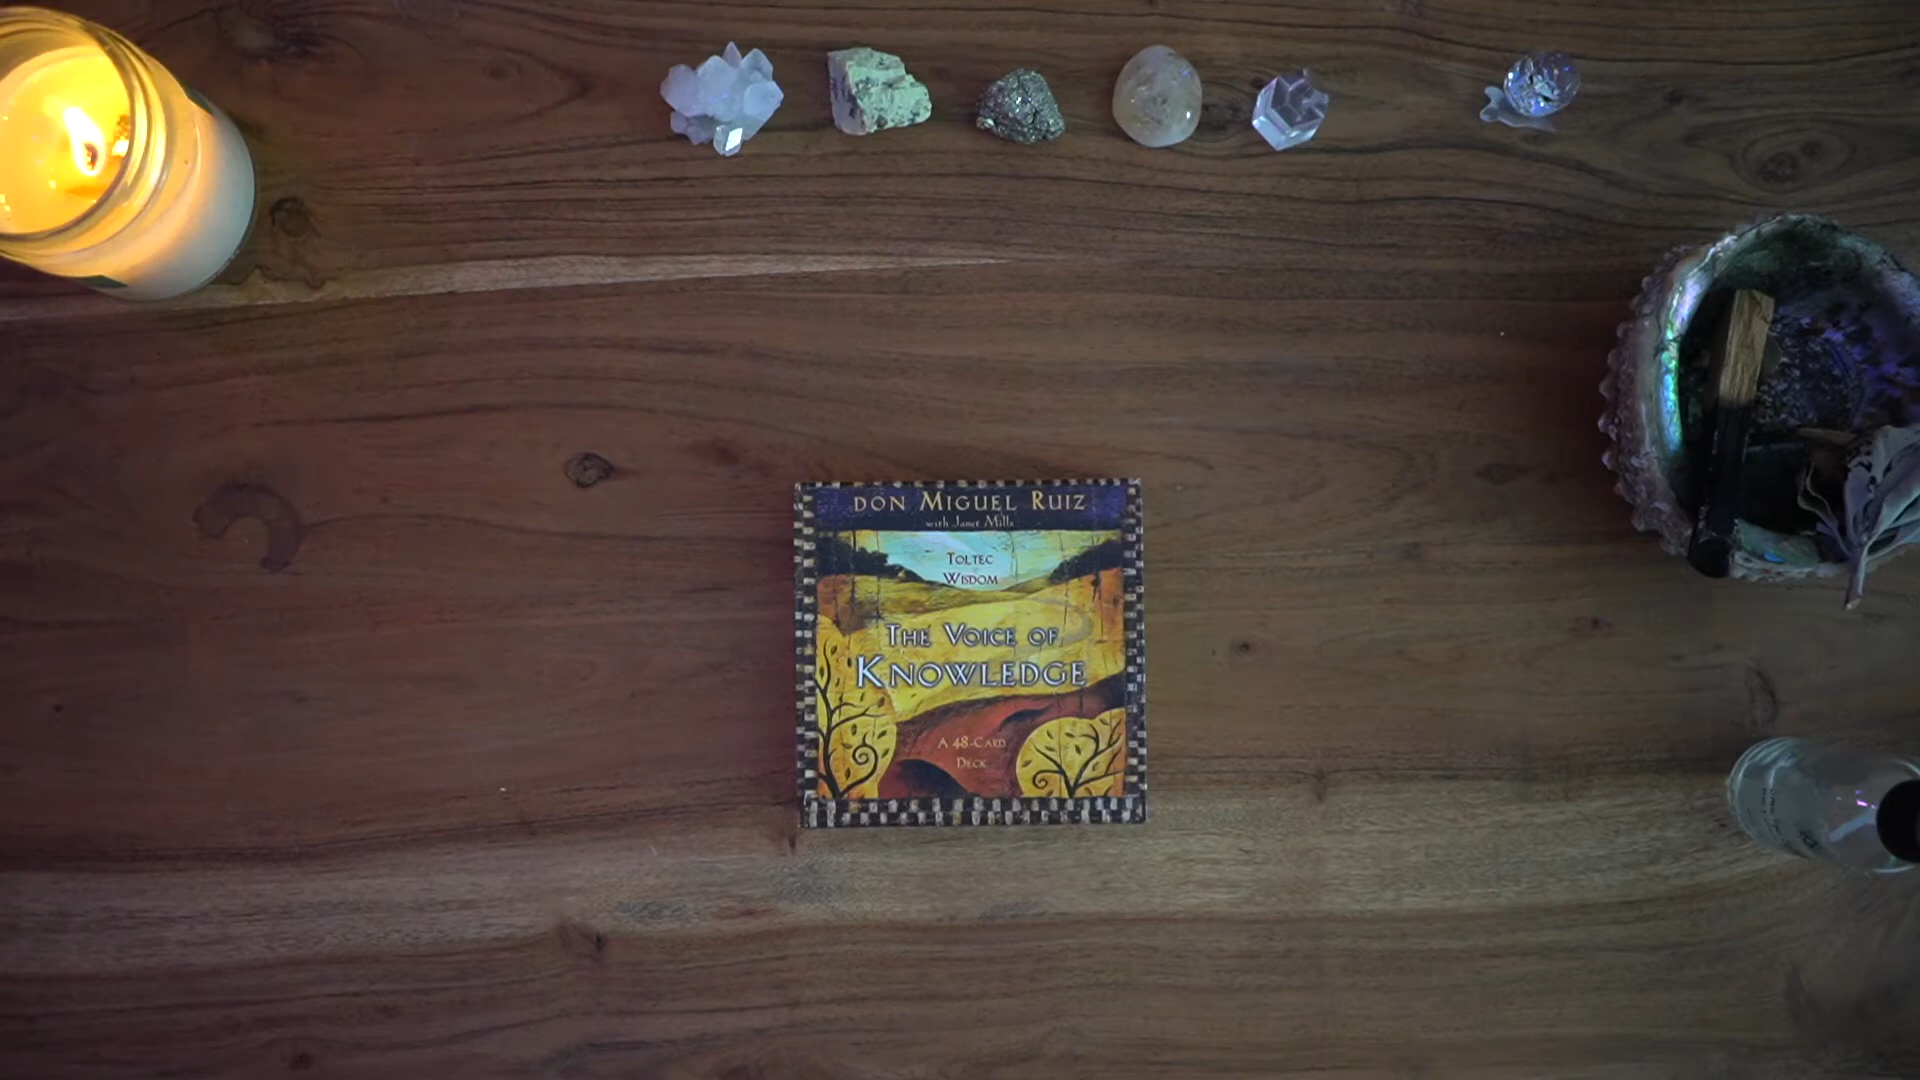 DON MIGUEL RUIZ
with Janet Mills
TOLTEC
WISDOM
THE VOICE OF
KNOWLEDGE
A 48-CARD
DECK